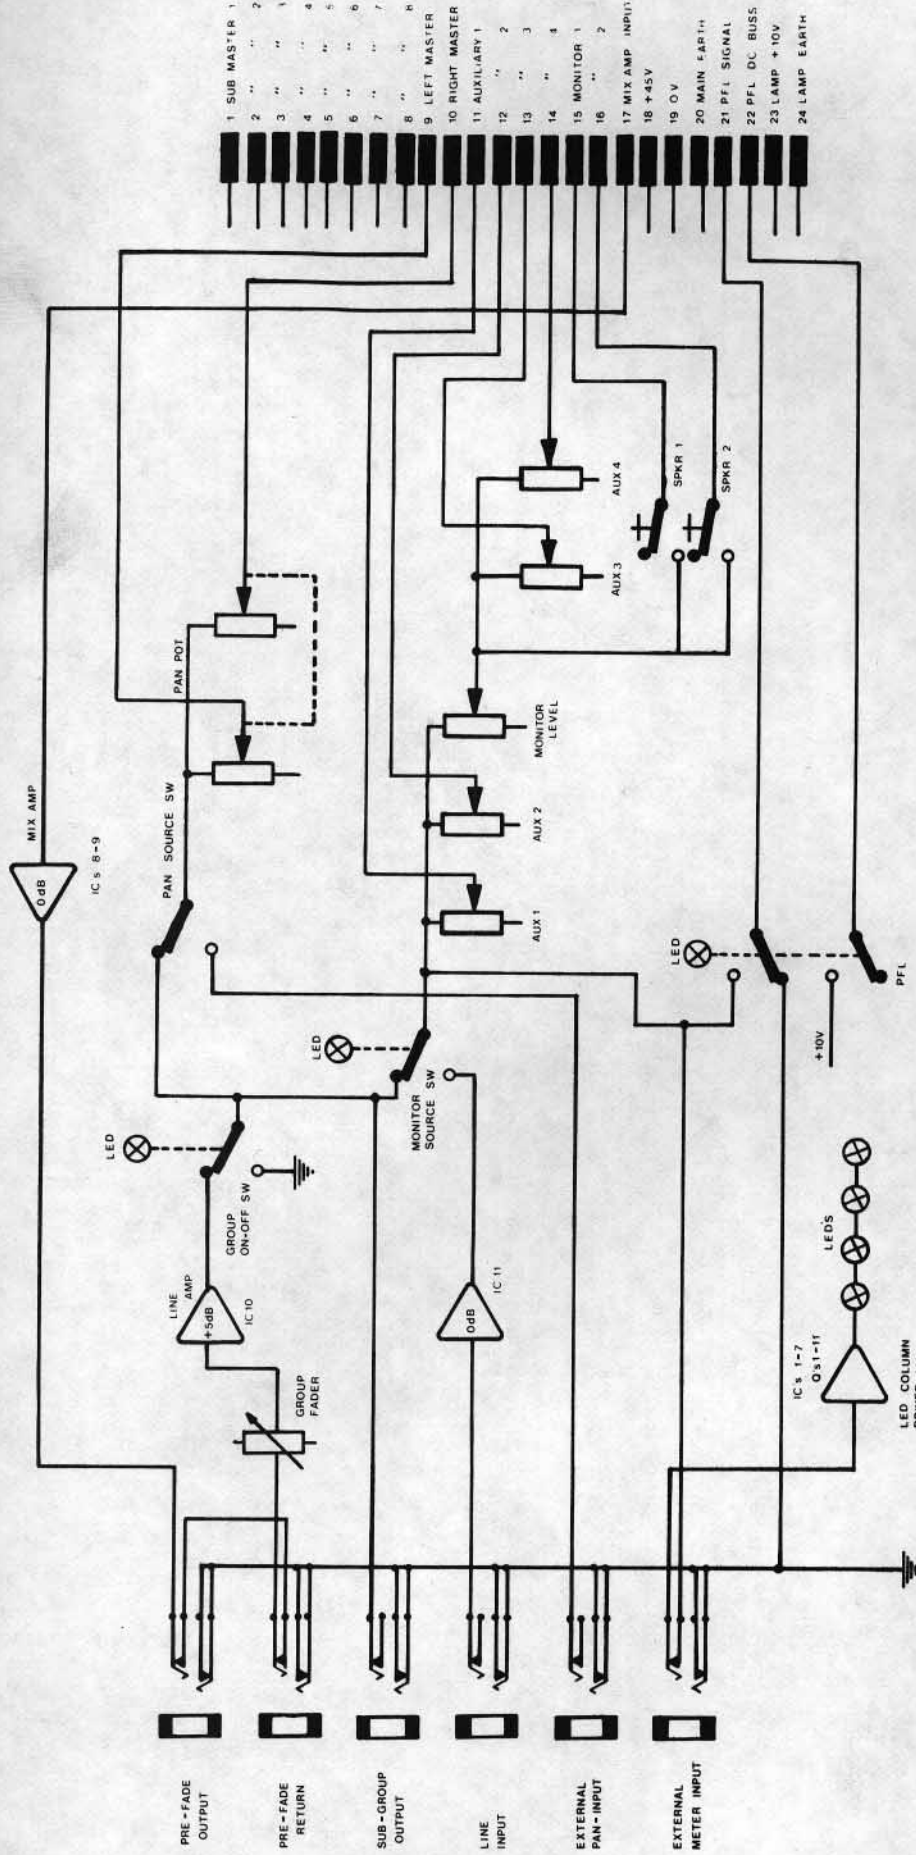 1 SUB MASTER 1
2 " " 2
3 " " 3
4 " " 4
5 " " 5
6 " " 6
7 " " 7
8 " " 8
9 LEFT MASTER
10 RIGHT MASTER
11 AUXILIARY 1
12 " 2
13 " 3
14 " 4
15 MONITOR 1
16 " 2
17 MIX AMP INPUT
18 +45V
19 0V
20 MAIN EARTH
21 PFL SIGNAL
22 PFL DC BUSS
23 LAMP +10V
24 LAMP EARTH
MIX AMP
0dB
IC's 8-9
PAN SOURCE SW
PAN POT
AUX 4
AUX 3
SPKR 1
SPKR 2
MONITOR
LEVEL
AUX 2
AUX 1
LED
PFL
+10V
LED
MONITOR
SOURCE SW
LED
GROUP
ON-OFF SW
LINE
AMP
+5dB
IC 10
0dB
IC 11
GROUP
FADER
LED'S
IC's 1-7
Q's 1-11
LED COLUMN
PRE-FADE
OUTPUT
PRE-FADE
RETURN
SUB-GROUP
OUTPUT
LINE
INPUT
EXTERNAL
PAN-INPUT
EXTERNAL
METER INPUT